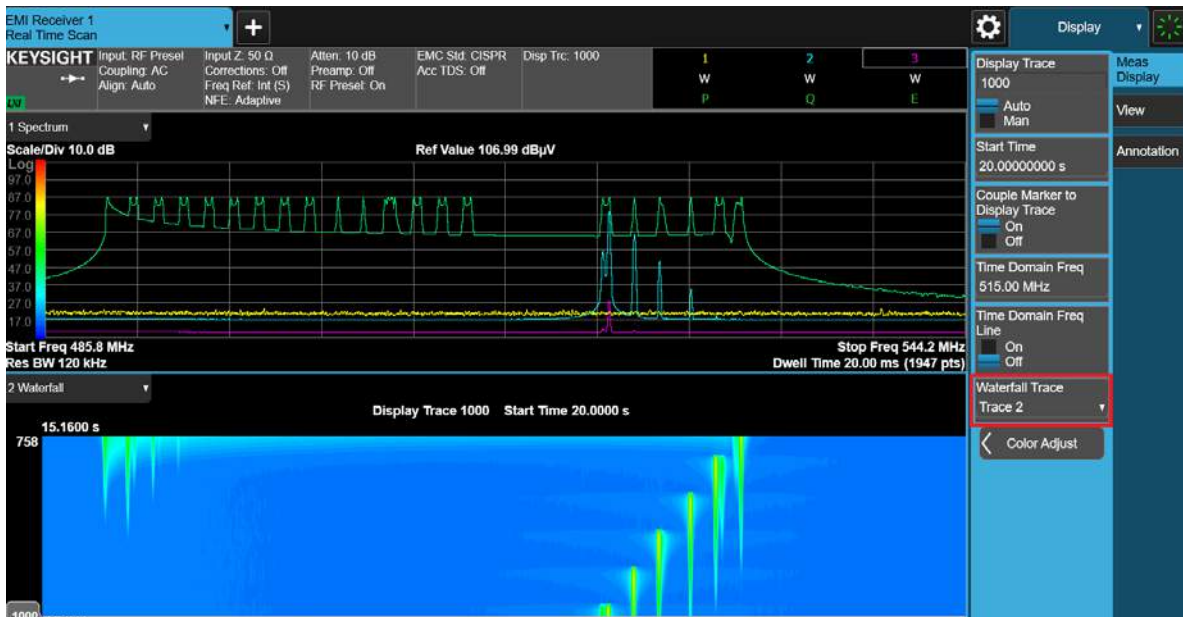 EMI Receiver 1
Real Time Scan
+
Display
KEYSIGHT
LXI
Input: RF Presel
Coupling: AC
Align: Auto
Input Z: 50 Ω
Corrections: Off
Freq Ref: Int (S)
NFE: Adaptive
Atten: 10 dB
Preamp: Off
RF Presel: On
EMC Std: CISPR
Acc TDS: Off
Disp Trc: 1000
1 2 3
W W W
P Q E
1 Spectrum
Scale/Div 10.0 dB
Ref Value 106.99 dBµV
Log
97.0
87.0
77.0
67.0
57.0
47.0
37.0
27.0
17.0
Start Freq 485.8 MHz
Stop Freq 544.2 MHz
Res BW 120 kHz
Dwell Time 20.00 ms (1947 pts)
2 Waterfall
Display Trace 1000 Start Time 20.0000 s
15.1600 s
758
1000
Display Trace
1000
Auto
Man
Start Time
20.00000000 s
Couple Marker to
Display Trace
On
Off
Time Domain Freq
515.00 MHz
Time Domain Freq
Line
On
Off
Waterfall Trace
Trace 2
Color Adjust
Meas
Display
View
Annotation